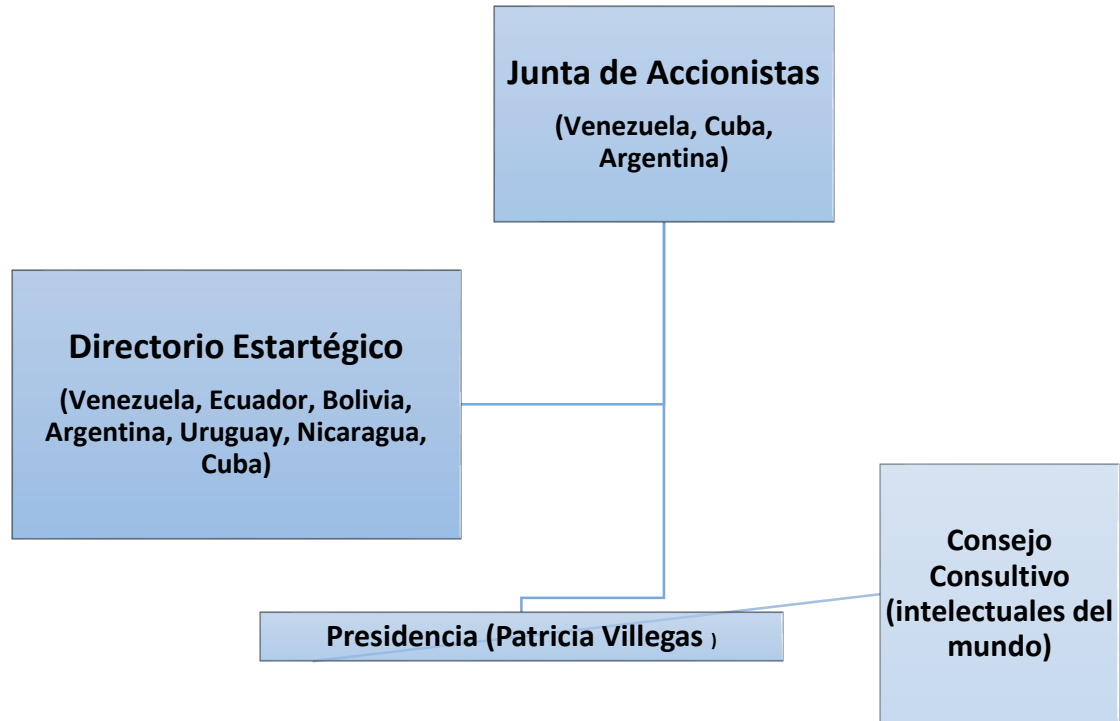 Junta de Accionistas
(Venezuela, Cuba,
Argentina)
Directorio Estartégico
(Venezuela, Ecuador, Bolivia,
Argentina, Uruguay, Nicaragua,
Cuba)
Consejo
Consultivo
(intelectuales del
mundo)
Presidencia (Patricia Villegas )